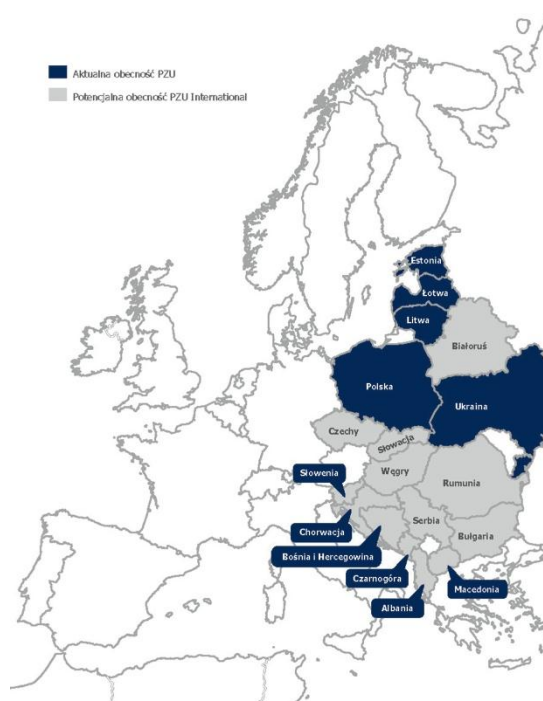 Aktualna obecność PZU
Potencjalna obecność PZU International
Estonia
Łotwa
Litwa
Białoruś
Polska
Ukraina
Czechy
Słowacja
Słowenia
Węgry
Rumunia
Chorwacja
Serbia
Bośnia i Hercegowina
Bułgaria
Czarnogóra
Macedonia
Albania